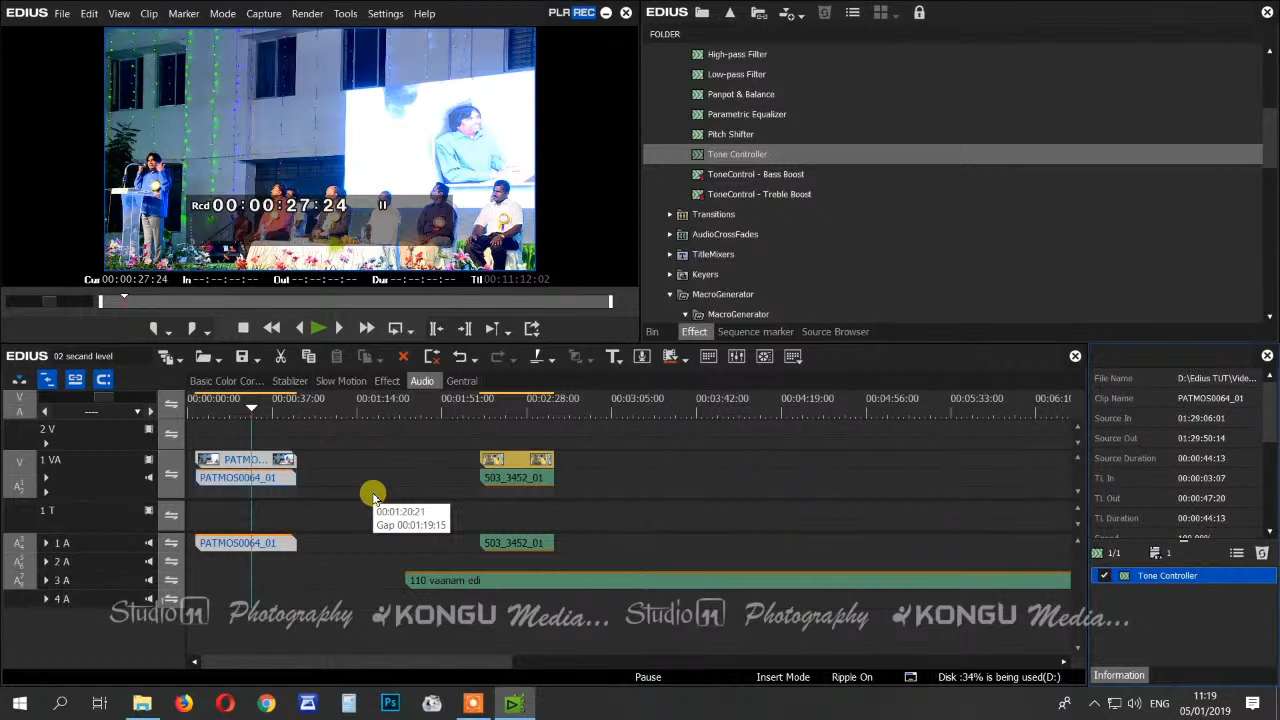 EDIUS File Edit View Clip Marker Mode Capture Render Tools Settings Help PLR REC
Rcd 00:00:27:24 II
Cur 00:00:27:24 In --:--:--:-- Out --:--:--:-- Dur --:--:--:-- Ttl 00:11:12:02
EDIUS
FOLDER
High-pass Filter
Low-pass Filter
Panpot & Balance
Parametric Equalizer
Pitch Shifter
Tone Controller
ToneControl - Bass Boost
ToneControl - Treble Boost
Transitions
AudioCrossFades
TitleMixers
Keyers
MacroGenerator
MacroGenerator
Bin Effect Sequence marker Source Browser
EDIUS 02 second level
Basic Color Cor... Stablizer Slow Motion Effect Audio Gentral
00:00:00:00 00:00:37:00 00:01:14:00 00:01:51:00 00:02:28:00 00:03:05:00 00:03:42:00 00:04:19:00 00:04:56:00 00:05:33:00 00:06:10
2 V
1 VA PATMO...
PATMOS0064_01 503_3452_01
00:01:20:21
Gap 00:01:19:15
1 T
1 A PATMOS0064_01 503_3452_01
2 A
3 A 110 vaanam edi
4 A
Studio 11 Photography KONGU Media... Studio 11 Photography KONGU Media...
Pause Insert Mode Ripple On Disk :34% is being used(D:)
File Name D:\Edius TUT\Vide...
Clip Name PATMOS0064_01
Source In 01:29:06:01
Source Out 01:29:50:14
Source Duration 00:00:44:13
TL In 00:00:03:07
TL Out 00:00:47:20
TL Duration 00:00:44:13
1/1 1
Tone Controller
Information
ENG
11:19
05/01/2019